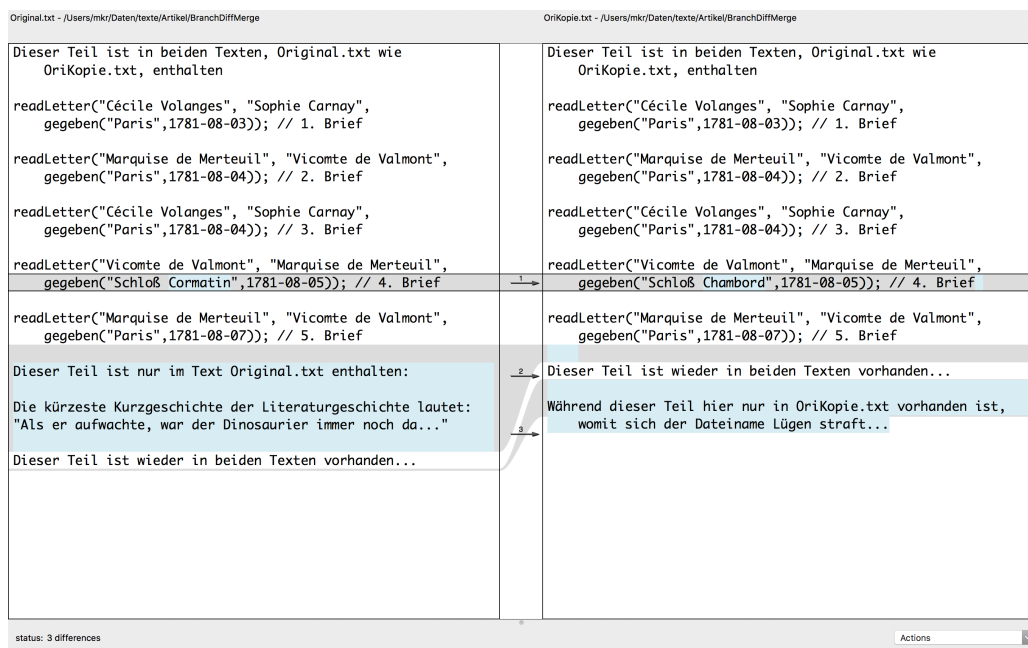 Original.txt - /Users/mkr/Daten/texte/Artikel/BranchDiffMerge
Dieser Teil ist in beiden Texten, Original.txt wie
OriKopie.txt, enthalten
readLetter("Cécile Volanges", "Sophie Carnay",
gegeben("Paris",1781-08-03)); // 1. Brief
readLetter("Marquise de Merteuil", "Vicomte de Valmont",
gegeben("Paris",1781-08-04)); // 2. Brief
readLetter("Cécile Volanges", "Sophie Carnay",
gegeben("Paris",1781-08-04)); // 3. Brief
readLetter("Vicomte de Valmont", "Marquise de Merteuil",
gegeben("Schloß Cormatin",1781-08-05)); // 4. Brief
readLetter("Marquise de Merteuil", "Vicomte de Valmont",
gegeben("Paris",1781-08-07)); // 5. Brief
Dieser Teil ist nur im Text Original.txt enthalten:
Die kürzeste Kurzgeschichte der Literaturgeschichte lautet:
"Als er aufwachte, war der Dinosaurier immer noch da..."
Dieser Teil ist wieder in beiden Texten vorhanden...
1
2
3
OriKopie.txt - /Users/mkr/Daten/texte/Artikel/BranchDiffMerge
Dieser Teil ist in beiden Texten, Original.txt wie
OriKopie.txt, enthalten
readLetter("Cécile Volanges", "Sophie Carnay",
gegeben("Paris",1781-08-03)); // 1. Brief
readLetter("Marquise de Merteuil", "Vicomte de Valmont",
gegeben("Paris",1781-08-04)); // 2. Brief
readLetter("Cécile Volanges", "Sophie Carnay",
gegeben("Paris",1781-08-04)); // 3. Brief
readLetter("Vicomte de Valmont", "Marquise de Merteuil",
gegeben("Schloß Chambord",1781-08-05)); // 4. Brief
readLetter("Marquise de Merteuil", "Vicomte de Valmont",
gegeben("Paris",1781-08-07)); // 5. Brief
Dieser Teil ist wieder in beiden Texten vorhanden...
Während dieser Teil hier nur in OriKopie.txt vorhanden ist,
womit sich der Dateiname Lügen straft...
status: 3 differences
Actions